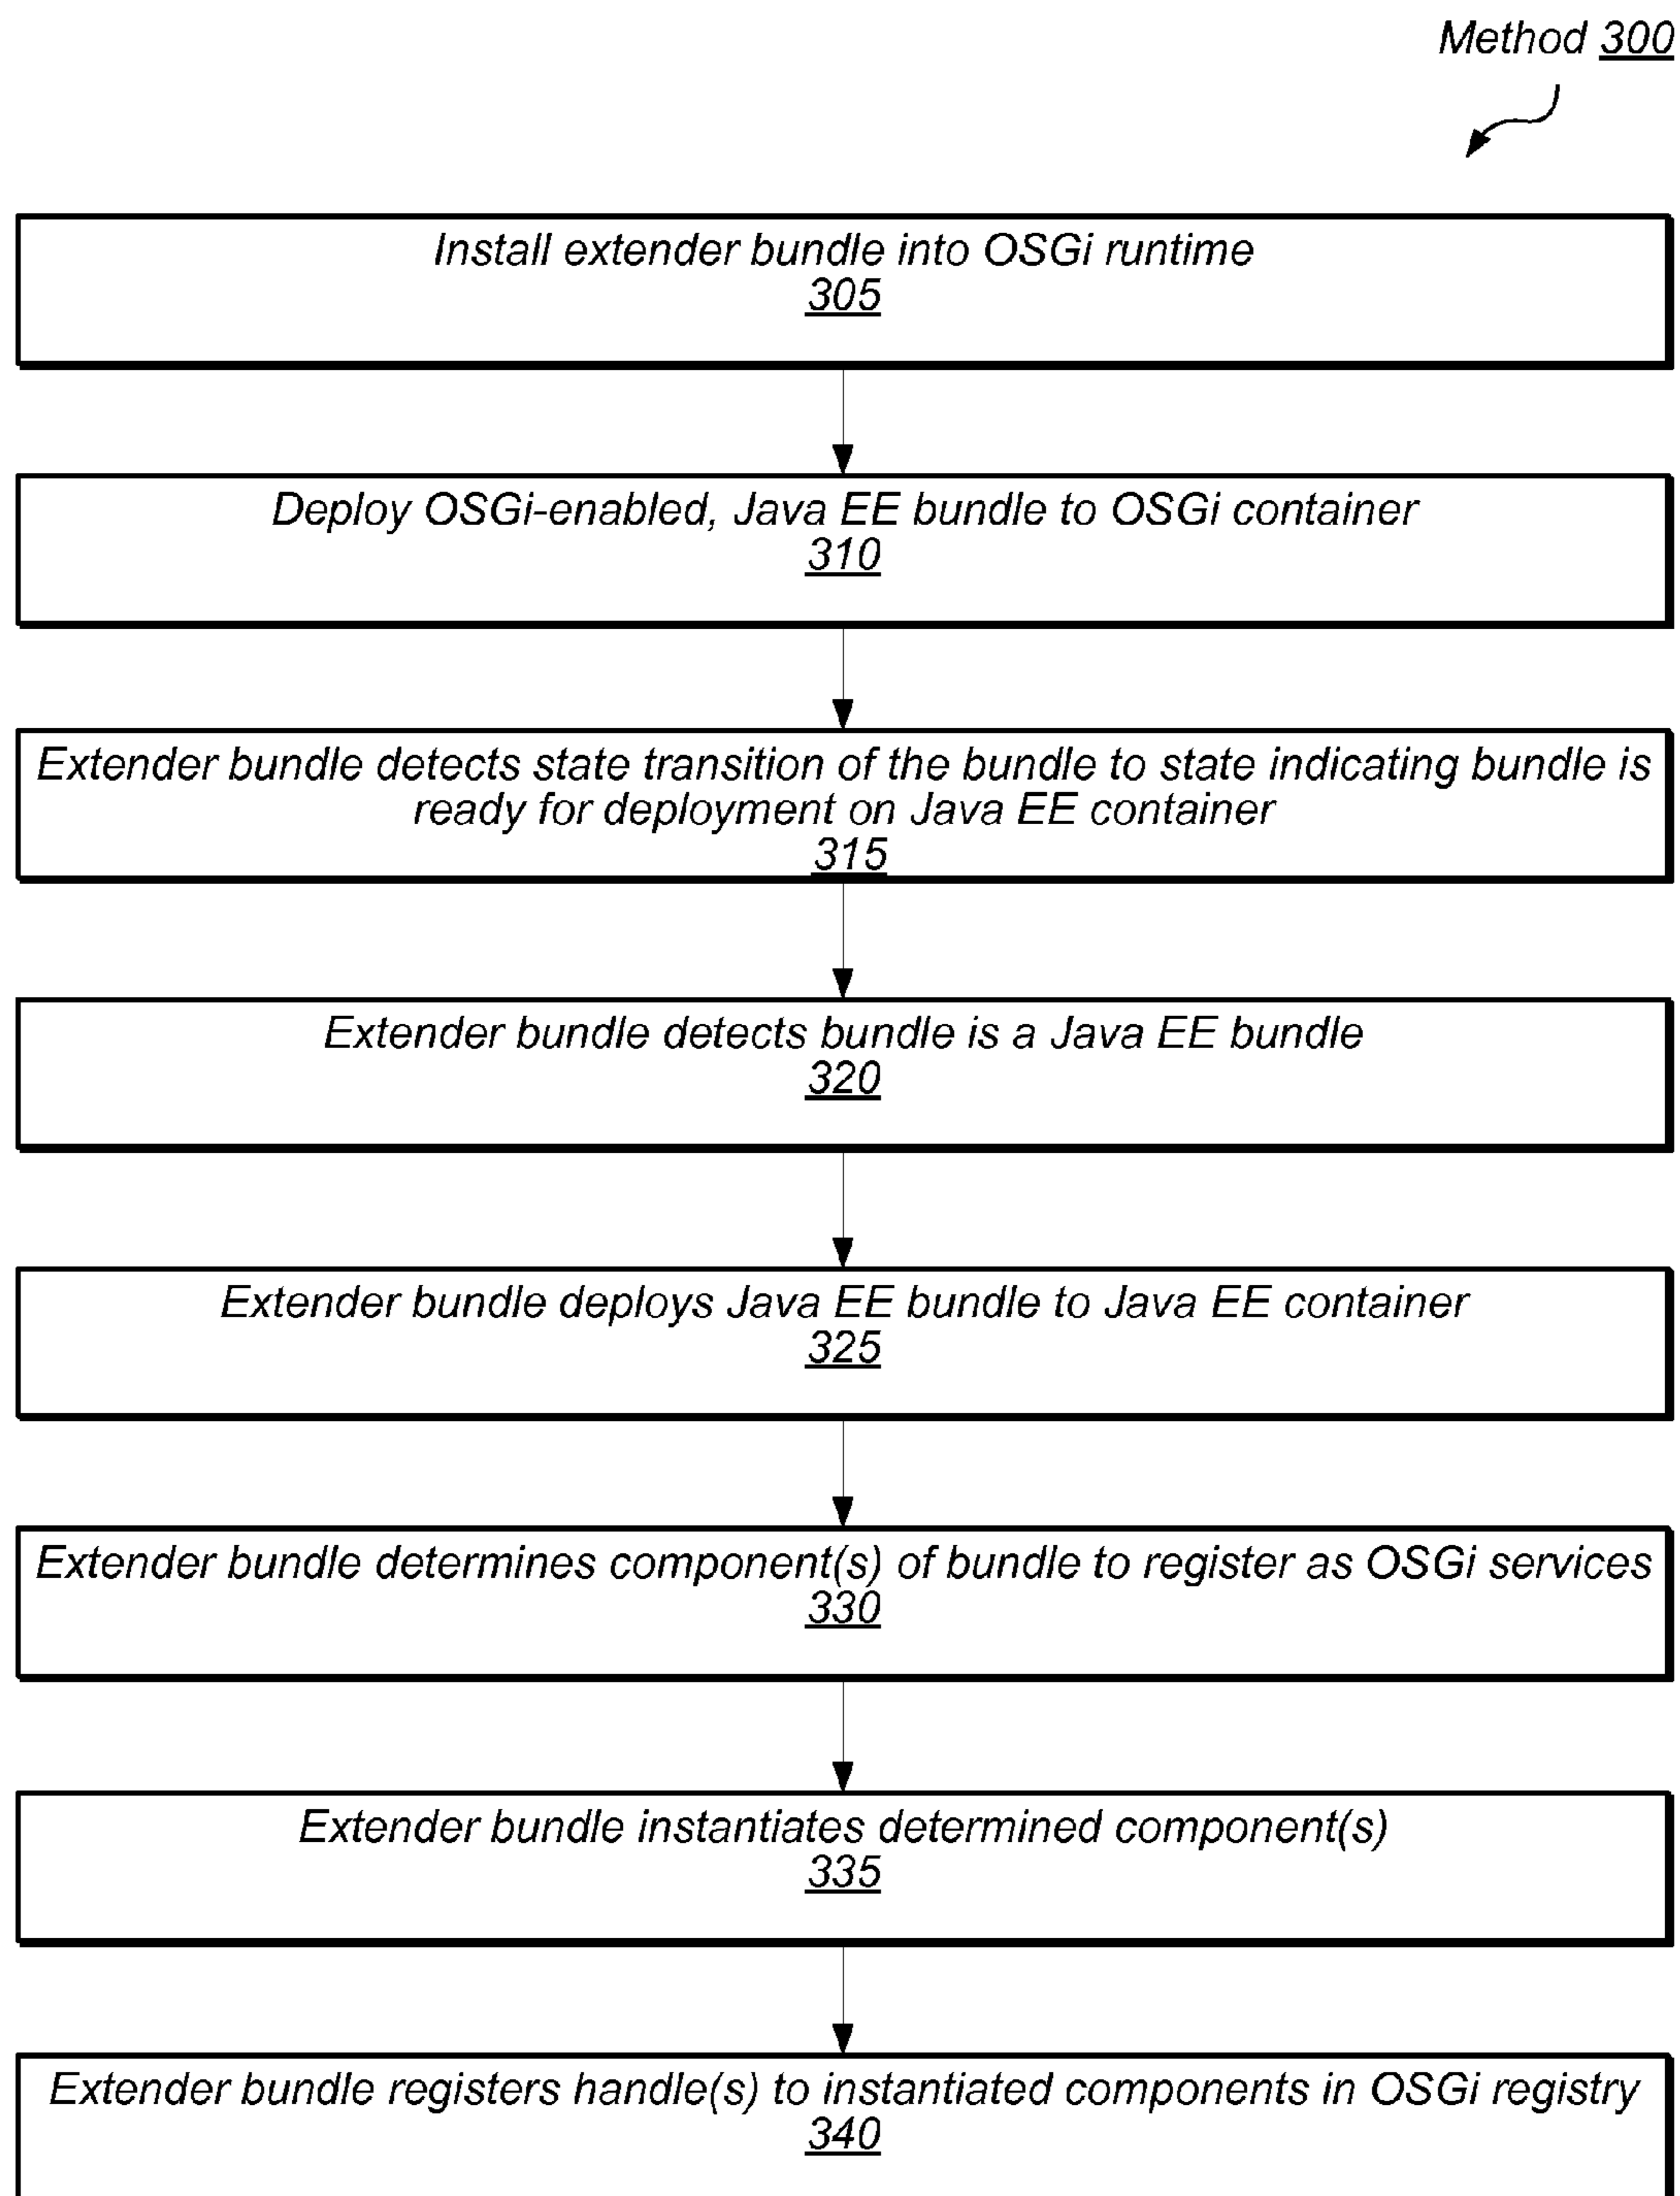 Method 300
Install extender bundle into OSGi runtime
305
Deploy OSGi-enabled, Java EE bundle to OSGi container
310
Extender bundle detects state transition of the bundle to state indicating bundle is
ready for deployment on Java EE container
315
Extender bundle detects bundle is a Java EE bundle
320
Extender bundle deploys Java EE bundle to Java EE container
325
Extender bundle determines component(s) of bundle to register as OSGi services
330
Extender bundle instantiates determined component(s)
335
Extender bundle registers handle(s) to instantiated components in OSGi registry
340